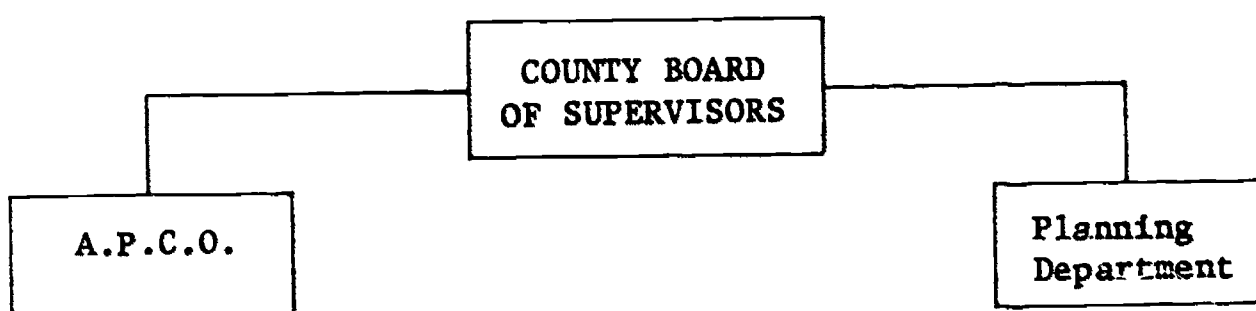 COUNTY BOARD
OF SUPERVISORS
A.P.C.O.
Planning
Department